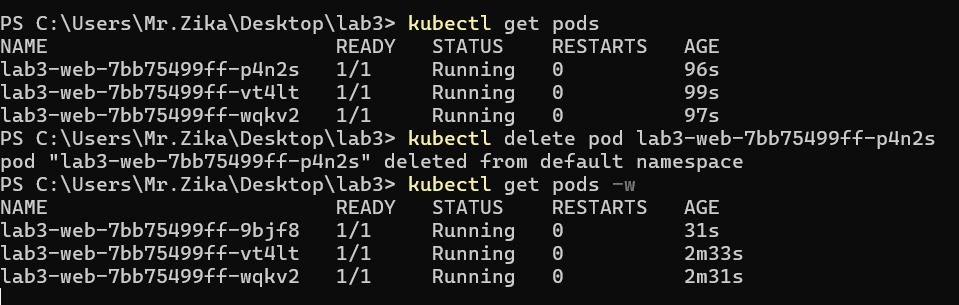 PS C:\Users\Mr.Zika\Desktop\lab3> kubectl get pods
NAME                        READY   STATUS    RESTARTS   AGE
lab3-web-7bb75499ff-p4n2s   1/1     Running   0          96s
lab3-web-7bb75499ff-vt4lt   1/1     Running   0          99s
lab3-web-7bb75499ff-wqkv2   1/1     Running   0          97s
PS C:\Users\Mr.Zika\Desktop\lab3> kubectl delete pod lab3-web-7bb75499ff-p4n2s
pod "lab3-web-7bb75499ff-p4n2s" deleted from default namespace
PS C:\Users\Mr.Zika\Desktop\lab3> kubectl get pods -w
NAME                        READY   STATUS    RESTARTS   AGE
lab3-web-7bb75499ff-9bjf8   1/1     Running   0          31s
lab3-web-7bb75499ff-vt4lt   1/1     Running   0          2m33s
lab3-web-7bb75499ff-wqkv2   1/1     Running   0          2m31s